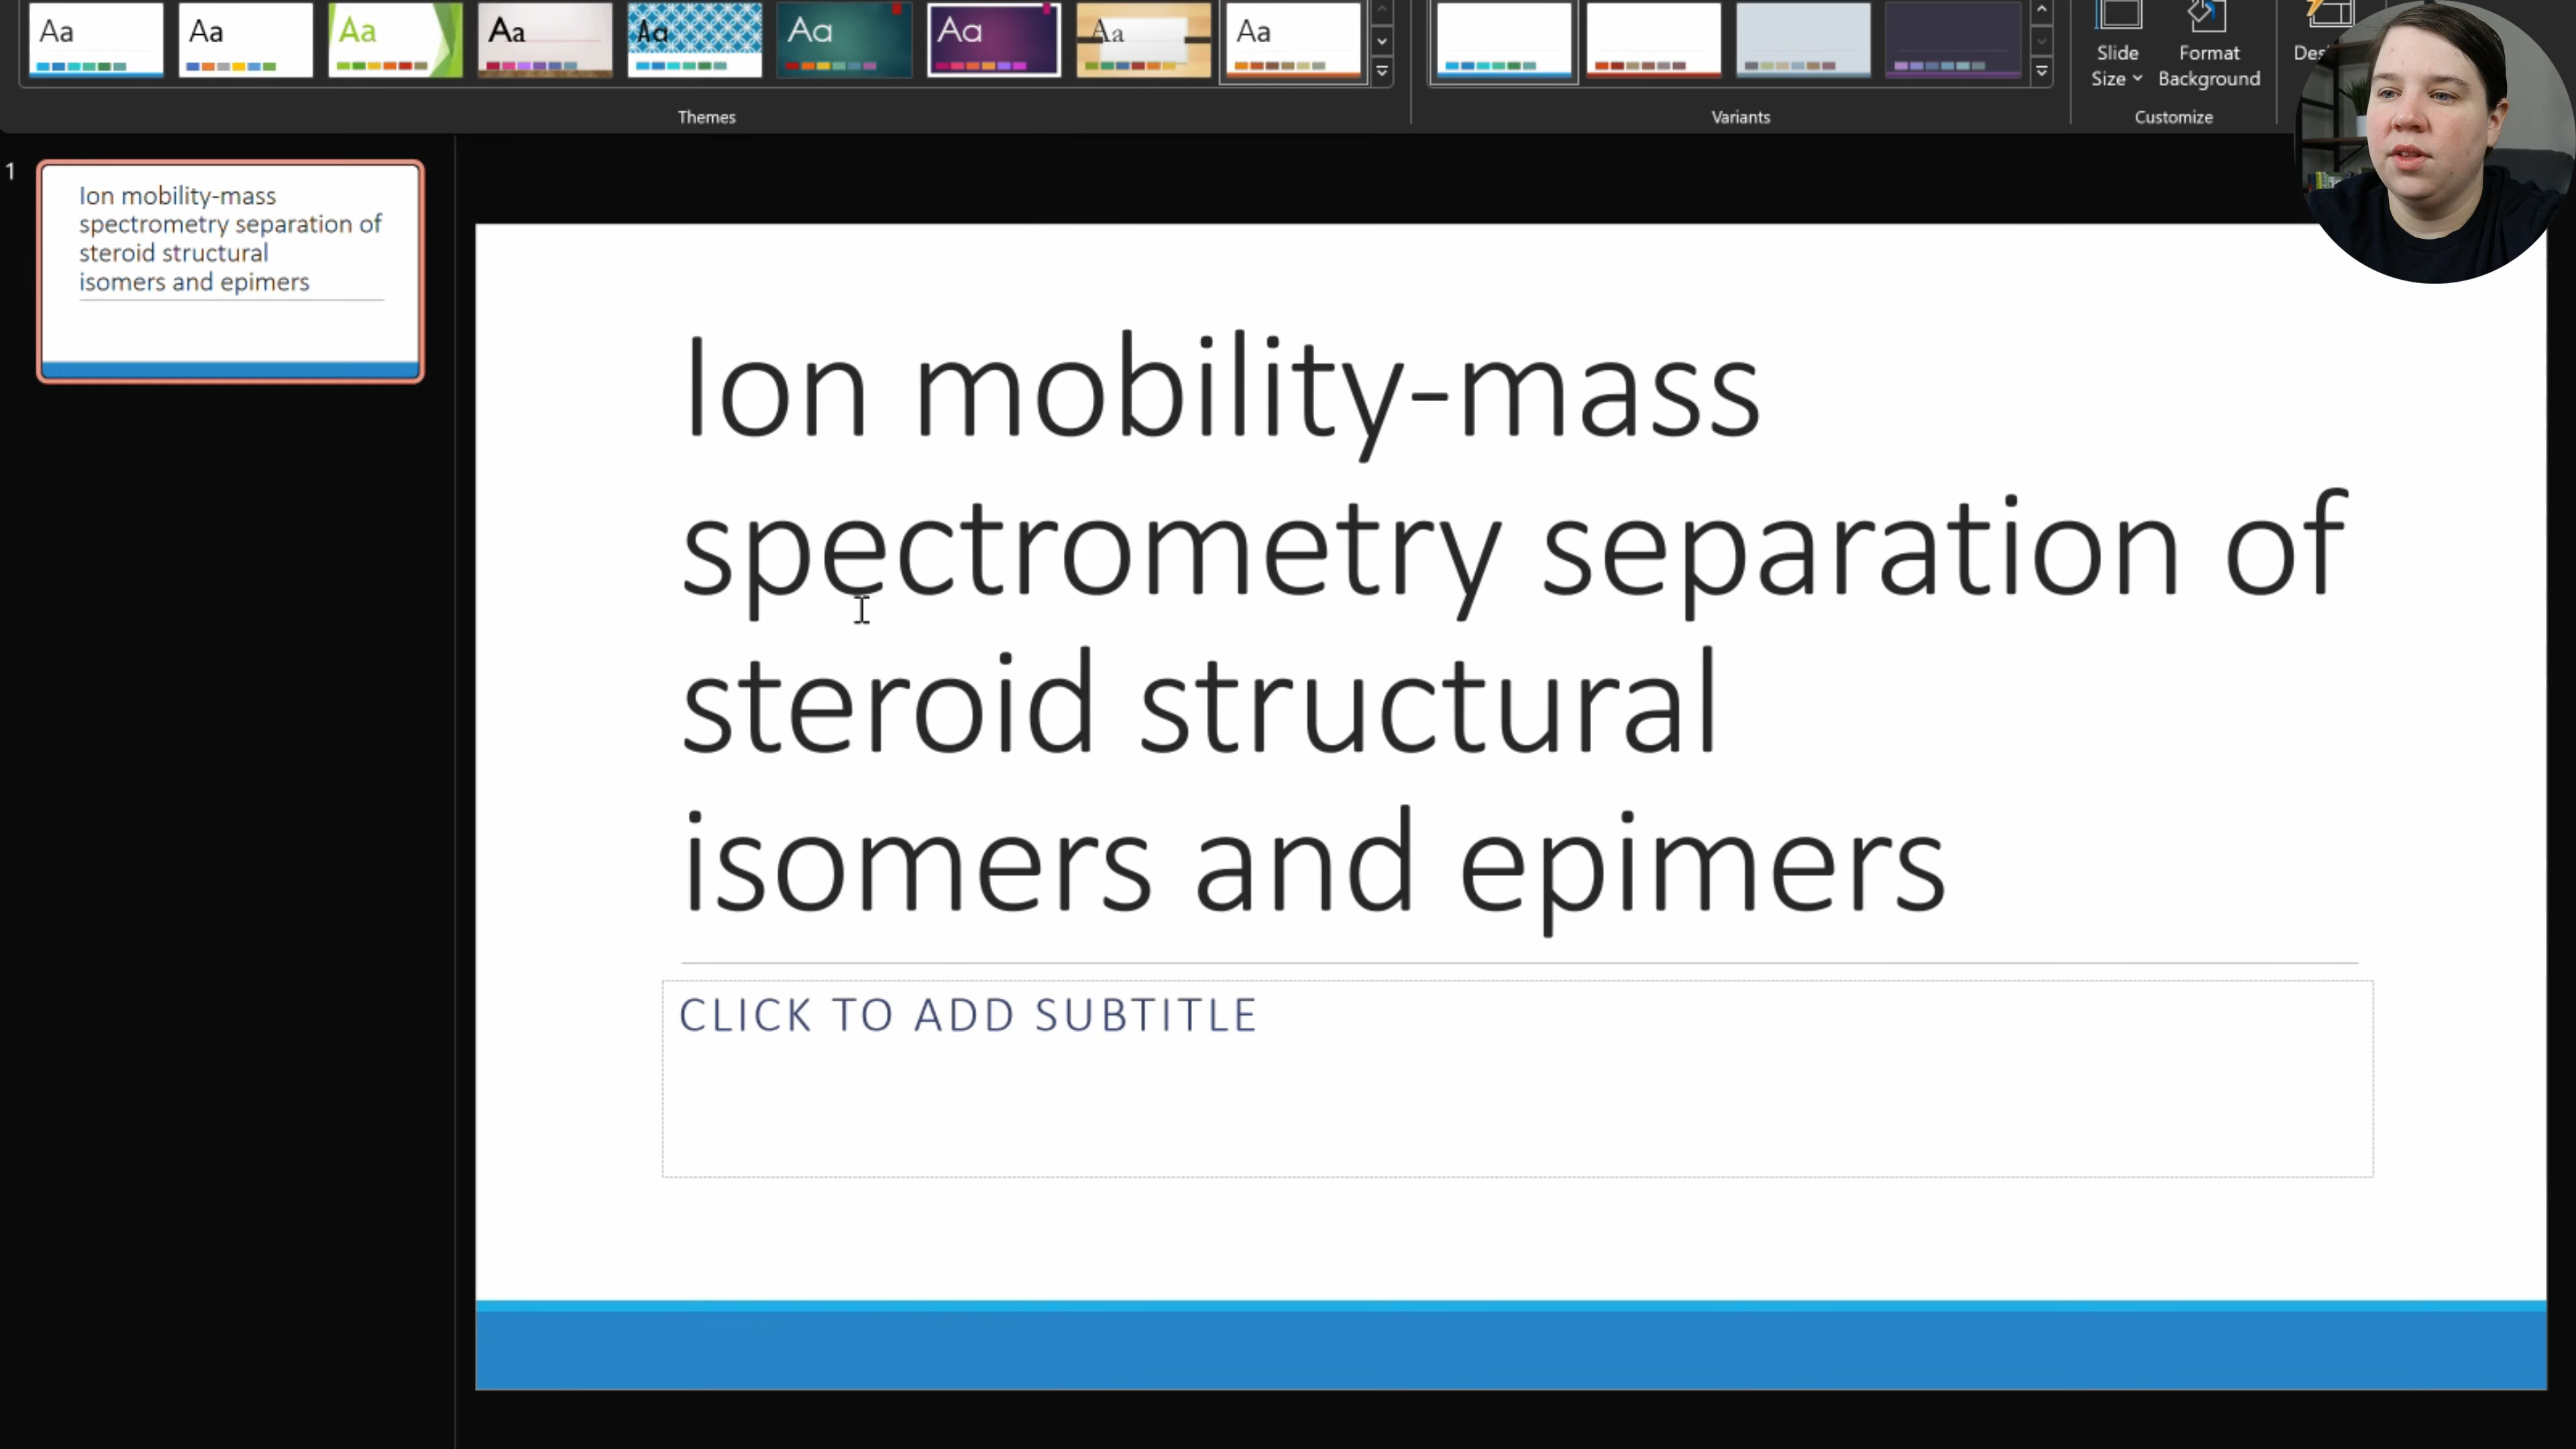 Aa
Aa
Aa
Aa
Aa
Aa
Aa
Aa
Aa
Slide
Size
Format
Background
Themes
Variants
Customize
1
Ion mobility-mass
spectrometry separation of
steroid structural
isomers and epimers
Ion mobility-mass
spectrometry separation of
steroid structural
isomers and epimers
CLICK TO ADD SUBTITLE